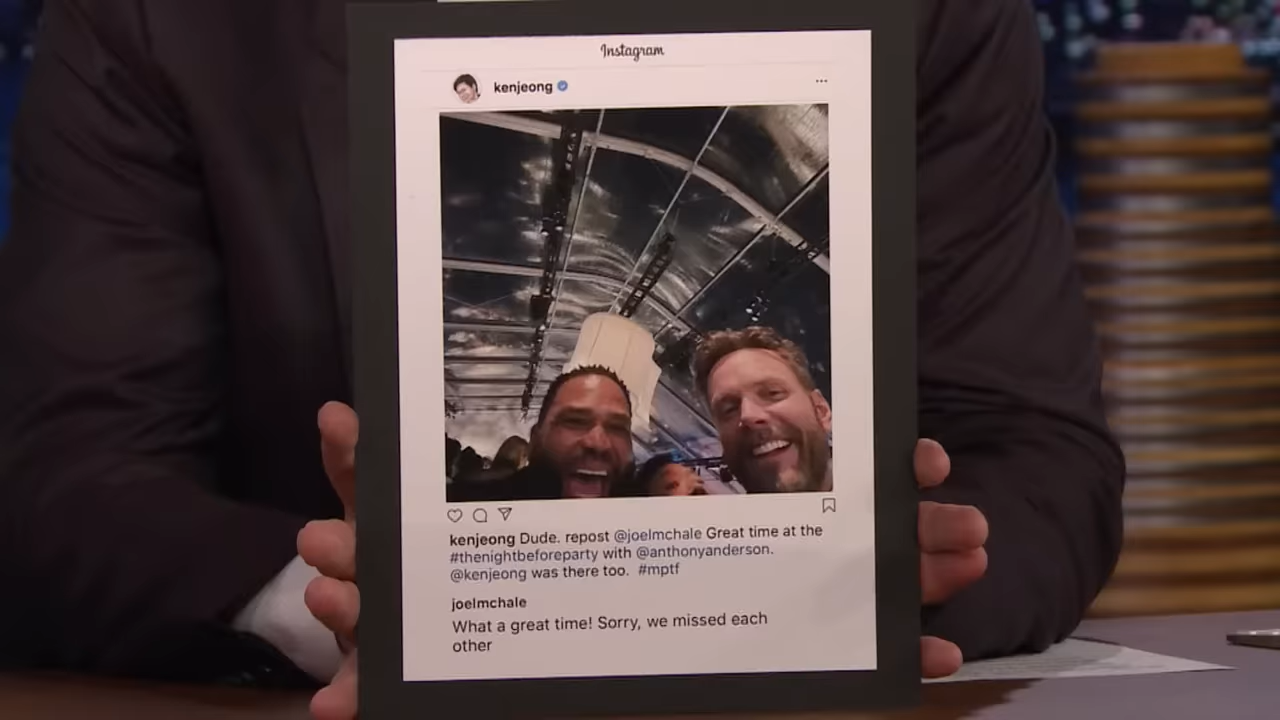 Instagram
kenjeong
kenjeong Dude. repost @joelmchale Great time at the
#thenightbeforeparty with @anthonyanderson.
@kenjeong was there too. #mptf
joelmchale
What a great time! Sorry, we missed each
other